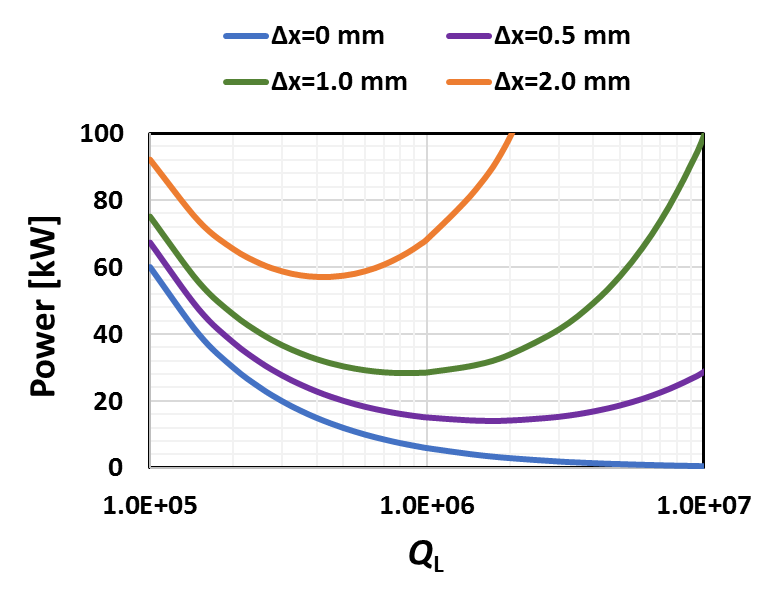 Δx=0 mm
Δx=0.5 mm
Δx=1.0 mm
Δx=2.0 mm
100
80
60
40
20
0
Power [kW]
1.0E+05
1.0E+06
1.0E+07
QL